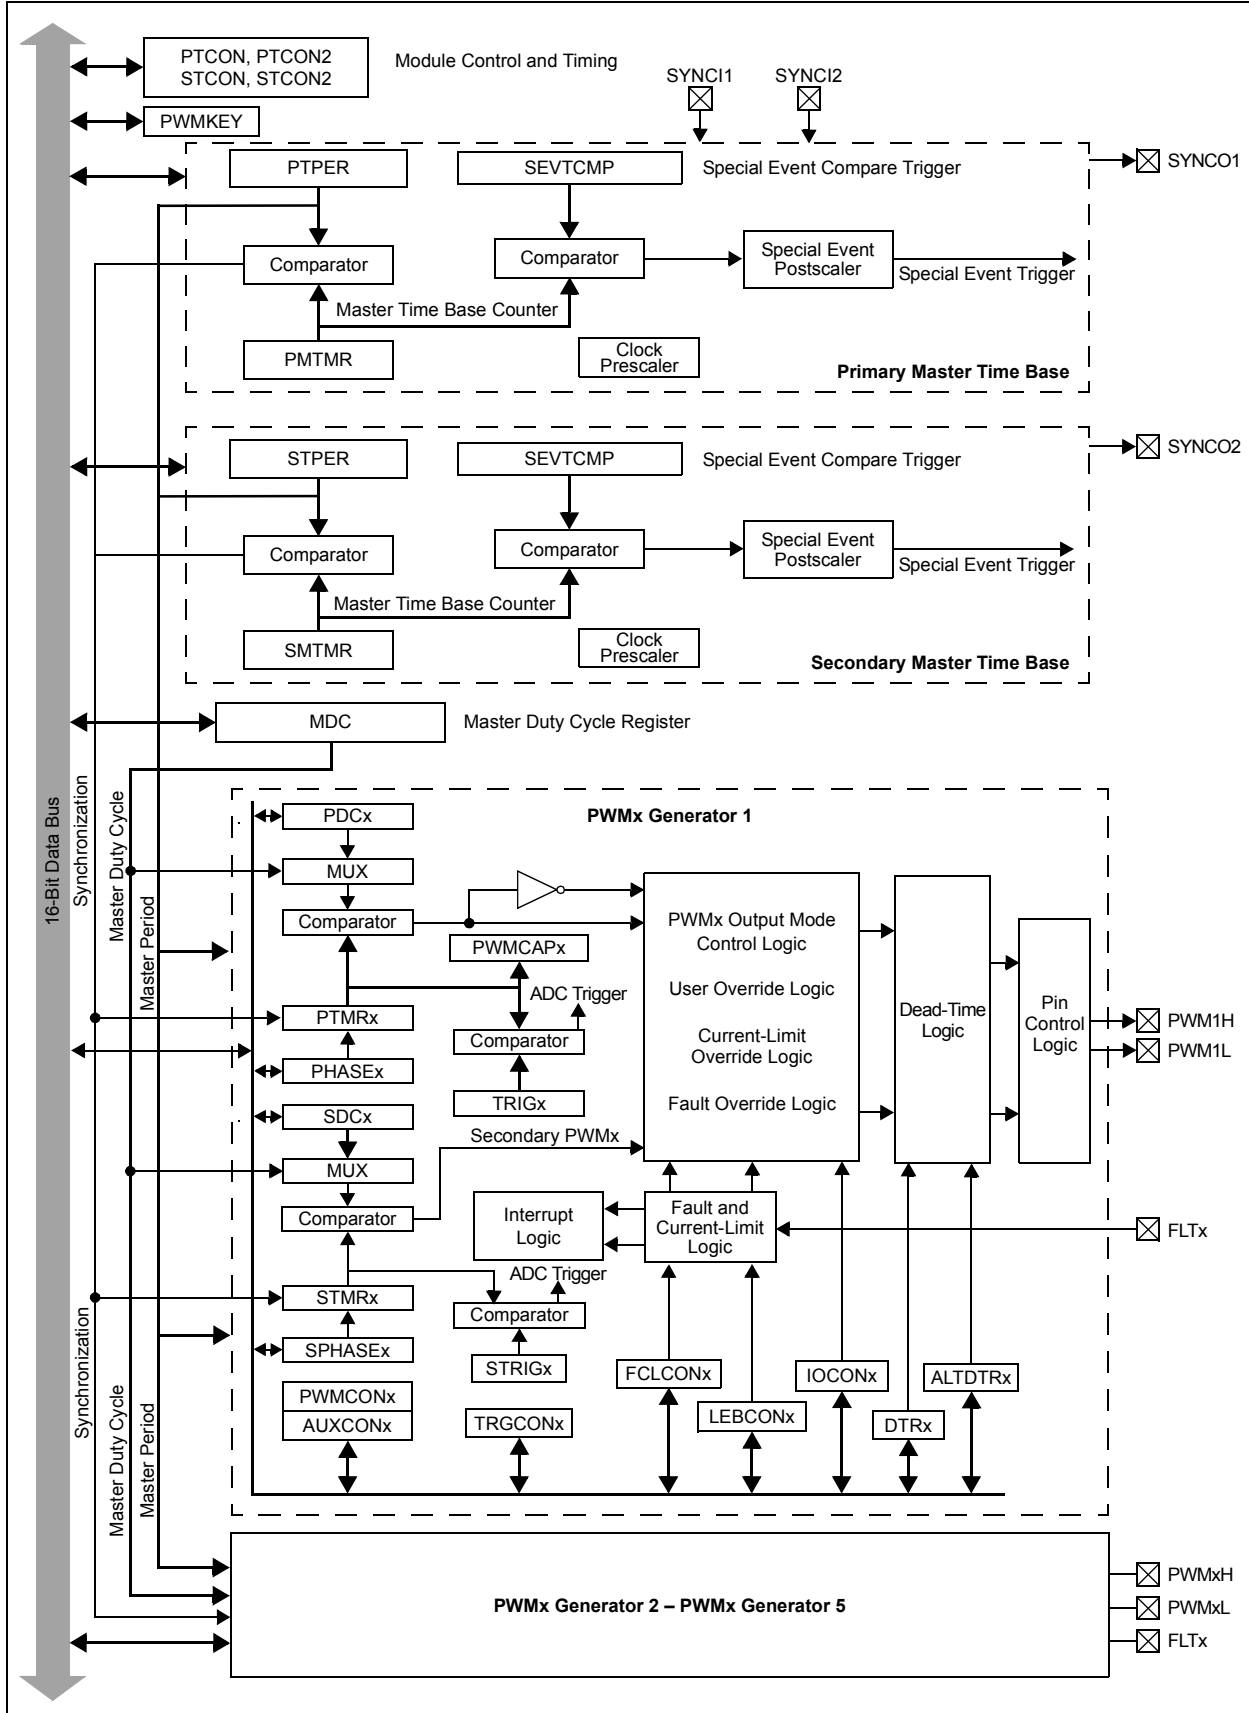 PTCON, PTCON2
STCON, STCON2
Module Control and Timing
SYNCI1
SYNCI2
PWMKEY
PTPER
SEVTCMP
Special Event Compare Trigger
SYNCO1
Comparator
Comparator
Special Event
Postscaler
Special Event Trigger
Master Time Base Counter
PMTMR
Clock
Prescaler
Primary Master Time Base
STPER
SEVTCMP
Special Event Compare Trigger
SYNCO2
Comparator
Comparator
Special Event
Postscaler
Special Event Trigger
Master Time Base Counter
SMTMR
Clock
Prescaler
Secondary Master Time Base
MDC
Master Duty Cycle Register
16-Bit Data Bus
Synchronization
Master Duty Cycle
Master Period
PWMx Generator 1
PDCx
MUX
Comparator
PWMCAPx
ADC Trigger
PTMRx
Comparator
PHASEx
TRIGx
SDCx
Secondary PWMx
MUX
Comparator
PWMx Output Mode
Control Logic
User Override Logic
Current-Limit
Override Logic
Fault Override Logic
Dead-Time
Logic
Pin
Control
Logic
PWM1H
PWM1L
Interrupt
Logic
Fault and
Current-Limit
Logic
FLTx
ADC Trigger
STMRx
Comparator
SPHASEx
STRIGx
FCLCONx
IOCONx
ALTDTRx
PWMCONx
AUXCONx
TRGCONx
LEBCONx
DTRx
Synchronization
Master Duty Cycle
Master Period
PWMx Generator 2 – PWMx Generator 5
PWMxH
PWMxL
FLTx